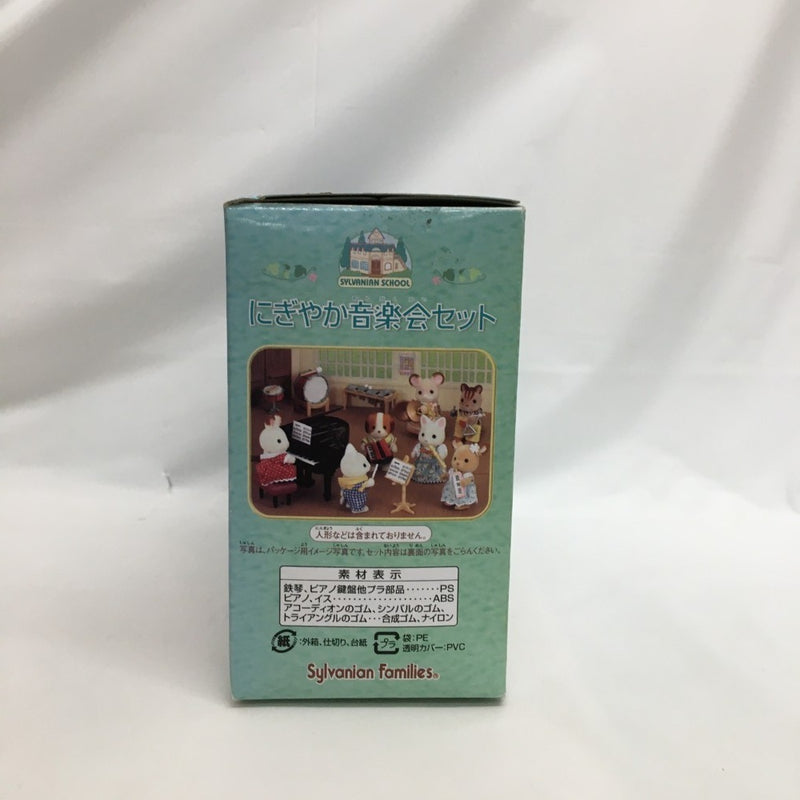 SYLVANIAN SCHOOL
にぎやか音楽会セット
人形などは含まれておりません。
写真は、パッケージ用イメージ写真です。セット内容は裏面の写真をごらんください。
素材表示
鉄琴、ピアノ鍵盤他プラ部品・・・・・・・PS
ピアノ、イス・・・・・・・・・・・・・・・・・・・・ABS
アコーディオンのゴム、シンバルのゴム、
トライアングルのゴム・・・合成ゴム、ナイロン
紙:外箱、仕切り、台紙
プラ 袋:PE
透明カバー:PVC
Sylvanian Families®